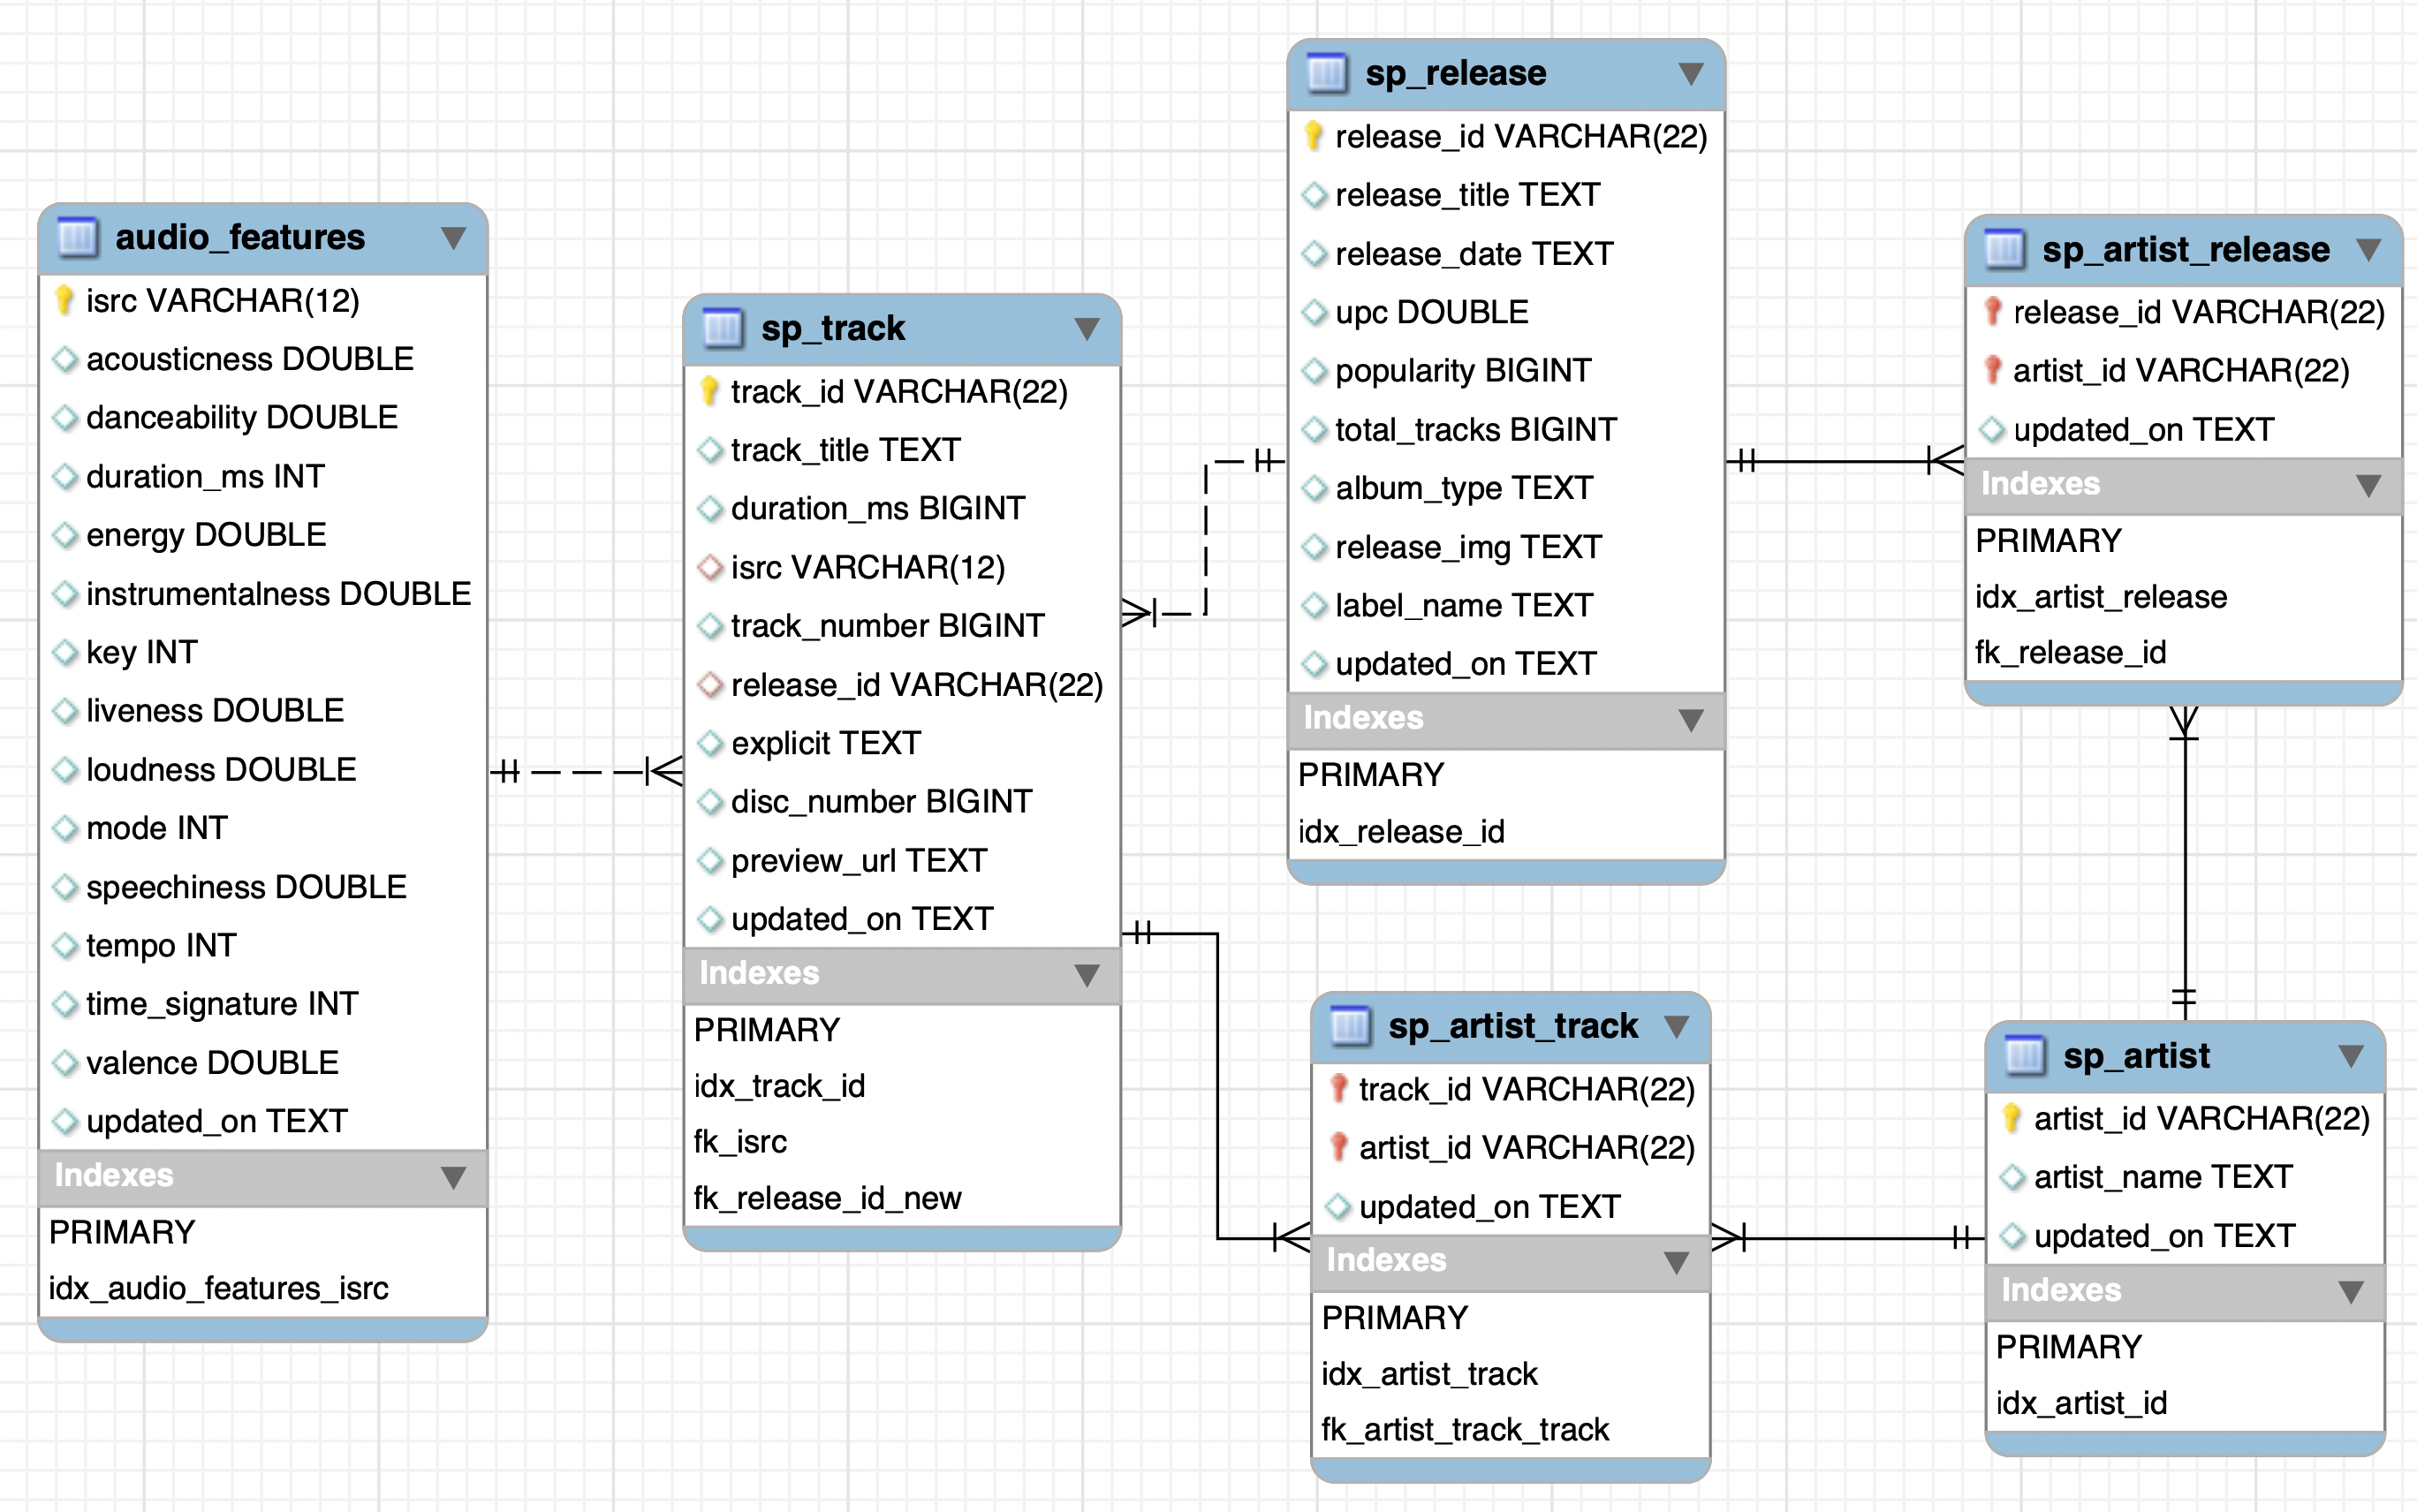 audio_features
isrc VARCHAR(12)
acousticness DOUBLE
danceability DOUBLE
duration_ms INT
energy DOUBLE
instrumentalness DOUBLE
key INT
liveness DOUBLE
loudness DOUBLE
mode INT
speechiness DOUBLE
tempo INT
time_signature INT
valence DOUBLE
updated_on TEXT
Indexes
PRIMARY
idx_audio_features_isrc
sp_track
track_id VARCHAR(22)
track_title TEXT
duration_ms BIGINT
isrc VARCHAR(12)
track_number BIGINT
release_id VARCHAR(22)
explicit TEXT
disc_number BIGINT
preview_url TEXT
updated_on TEXT
Indexes
PRIMARY
idx_track_id
fk_isrc
fk_release_id_new
sp_release
release_id VARCHAR(22)
release_title TEXT
release_date TEXT
upc DOUBLE
popularity BIGINT
total_tracks BIGINT
album_type TEXT
release_img TEXT
label_name TEXT
updated_on TEXT
Indexes
PRIMARY
idx_release_id
sp_artist_release
release_id VARCHAR(22)
artist_id VARCHAR(22)
updated_on TEXT
Indexes
PRIMARY
idx_artist_release
fk_release_id
sp_artist_track
track_id VARCHAR(22)
artist_id VARCHAR(22)
updated_on TEXT
Indexes
PRIMARY
idx_artist_track
fk_artist_track_track
sp_artist
artist_id VARCHAR(22)
artist_name TEXT
updated_on TEXT
Indexes
PRIMARY
idx_artist_id